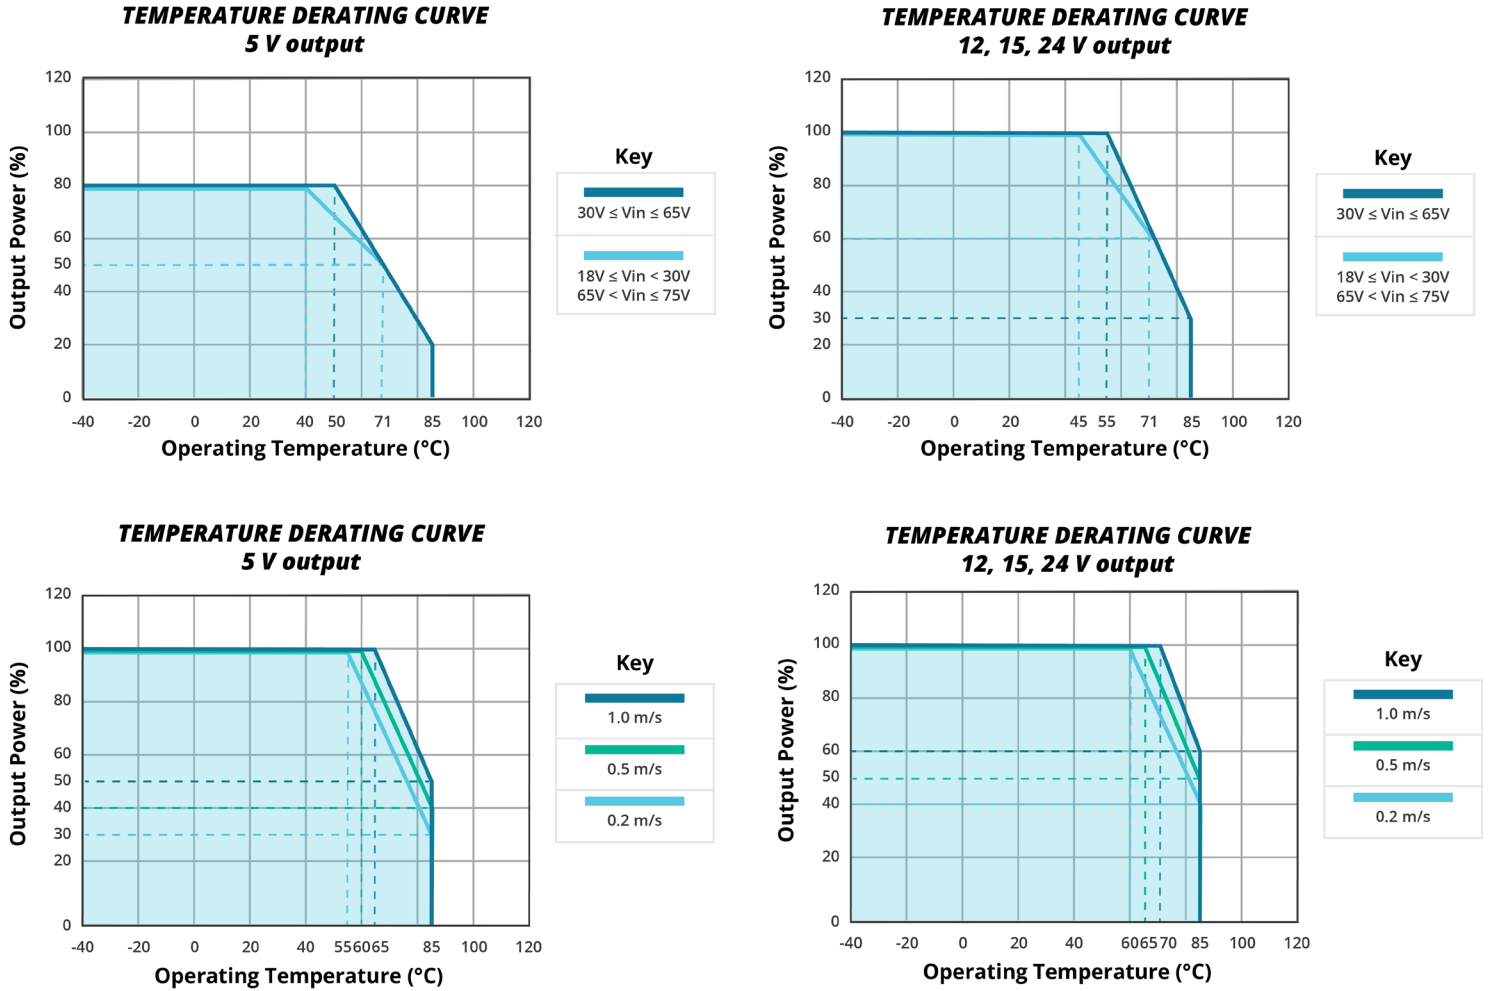 TEMPERATURE DERATING CURVE
5 V output
120
100
80
60
50
40
20
0
Output Power (%)
-40 -20 0 20 40 50 71 85 100 120
Operating Temperature (°C)
Key
30V ≤ Vin ≤ 65V
18V ≤ Vin < 30V
65V < Vin ≤ 75V
TEMPERATURE DERATING CURVE
12, 15, 24 V output
120
100
80
60
40
30
20
0
Output Power (%)
-40 -20 0 20 45 55 71 85 100 120
Operating Temperature (°C)
Key
30V ≤ Vin ≤ 65V
18V ≤ Vin < 30V
65V < Vin ≤ 75V
TEMPERATURE DERATING CURVE
5 V output
120
100
80
60
50
40
30
20
0
Output Power (%)
-40 -20 0 20 40 55 60 65 85 100 120
Operating Temperature (°C)
Key
1.0 m/s
0.5 m/s
0.2 m/s
TEMPERATURE DERATING CURVE
12, 15, 24 V output
120
100
80
60
50
40
20
0
Output Power (%)
-40 -20 0 20 40 60 65 70 85 100 120
Operating Temperature (°C)
Key
1.0 m/s
0.5 m/s
0.2 m/s